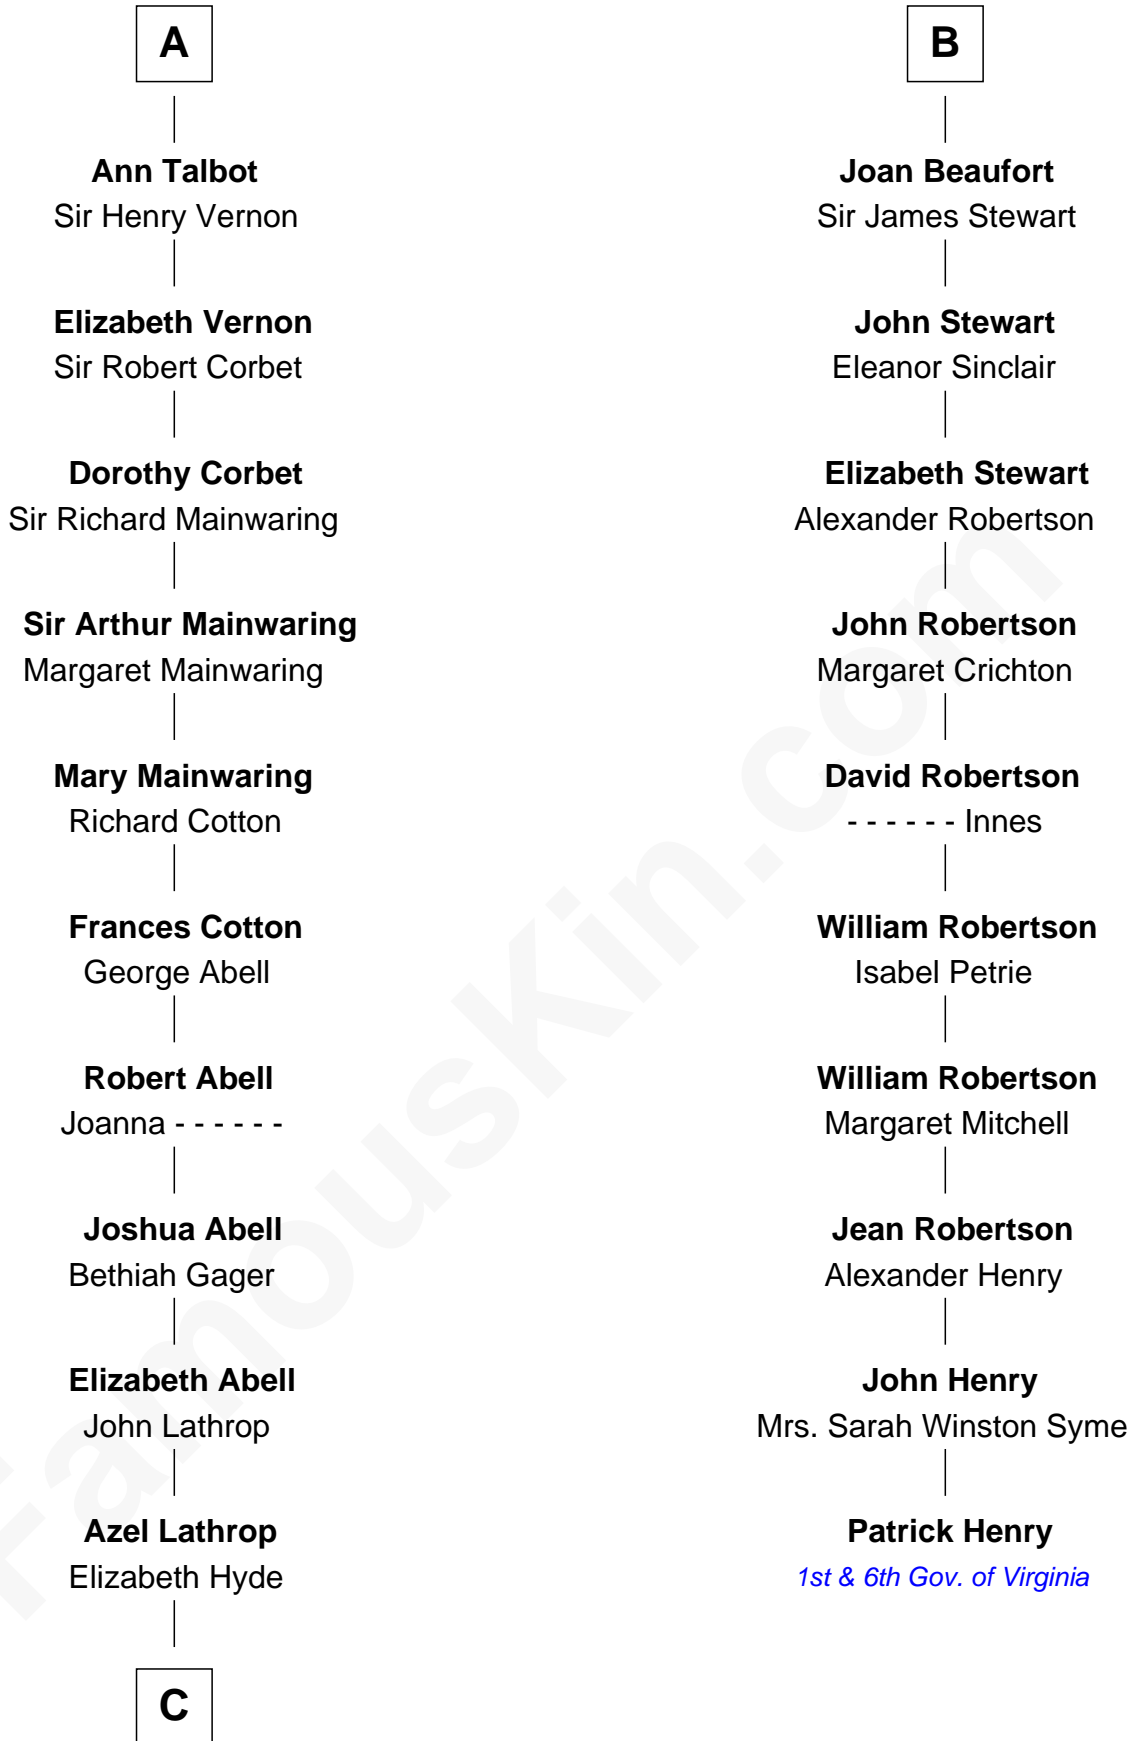 A
Ann Talbot
Sir Henry Vernon
Elizabeth Vernon
Sir Robert Corbet
Dorothy Corbet
Sir Richard Mainwaring
Sir Arthur Mainwaring
Margaret Mainwaring
Mary Mainwaring
Richard Cotton
Frances Cotton
George Abell
Robert Abell
Joanna - - - - - -
Joshua Abell
Bethiah Gager
Elizabeth Abell
John Lathrop
Azel Lathrop
Elizabeth Hyde
C
B
Joan Beaufort
Sir James Stewart
John Stewart
Eleanor Sinclair
Elizabeth Stewart
Alexander Robertson
John Robertson
Margaret Crichton
David Robertson
- - - - - - Innes
William Robertson
Isabel Petrie
William Robertson
Margaret Mitchell
Jean Robertson
Alexander Henry
John Henry
Mrs. Sarah Winston Syme
Patrick Henry
1st & 6th Gov. of Virginia
FamousKin.com